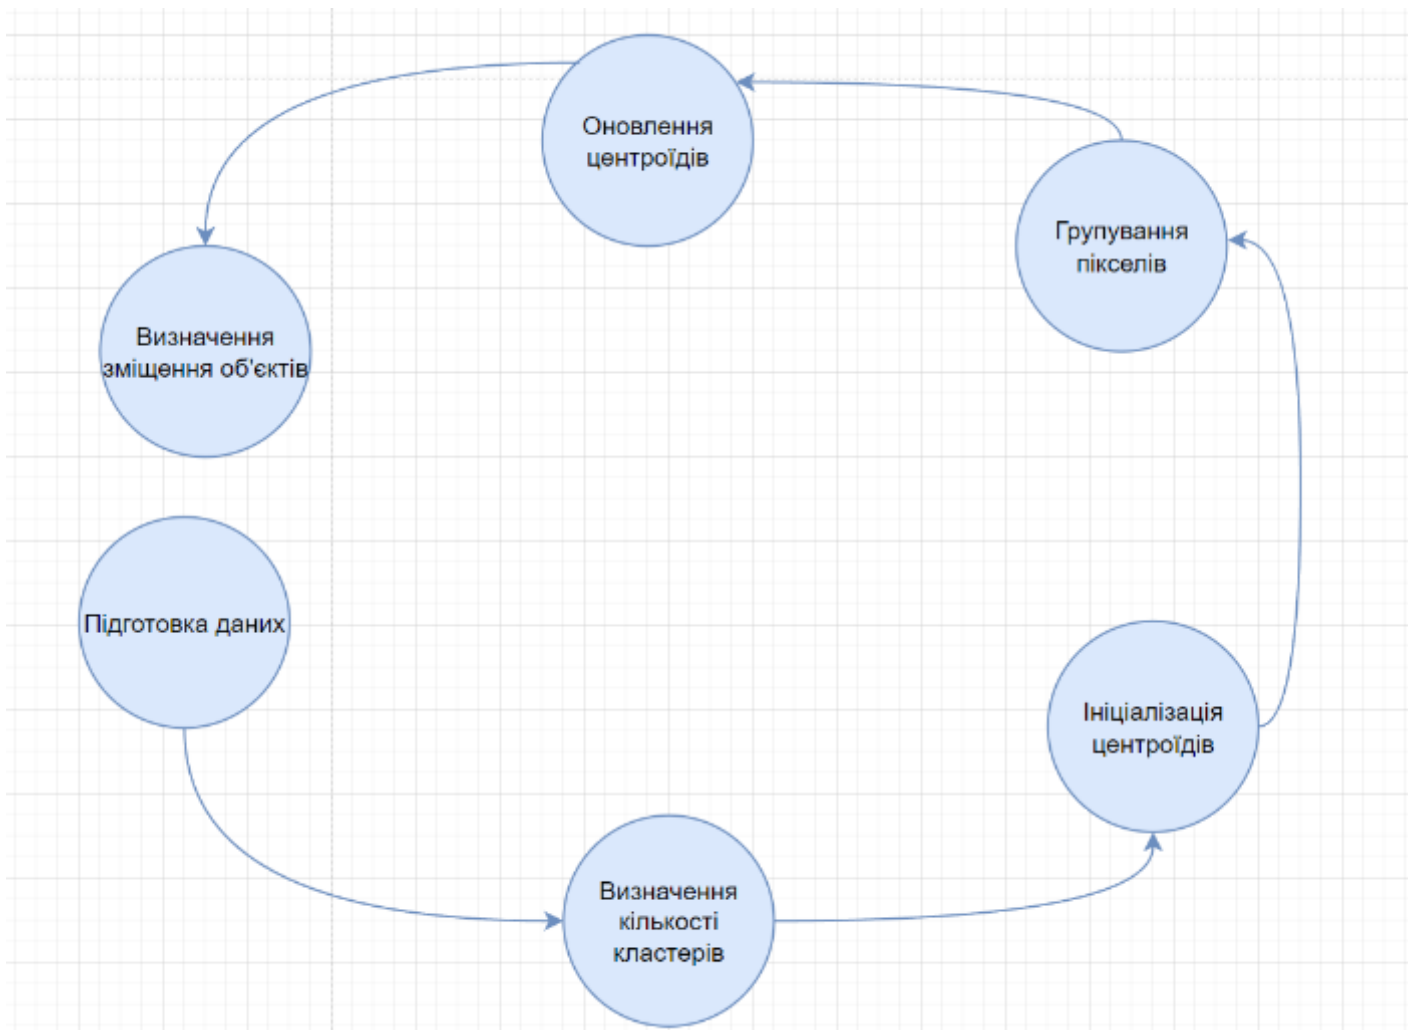 Оновлення
центроїдів
Групування
пікселів
Визначення
зміщення об'єктів
Підготовка даних
Ініціалізація
центроїдів
Визначення
кількості
кластерів